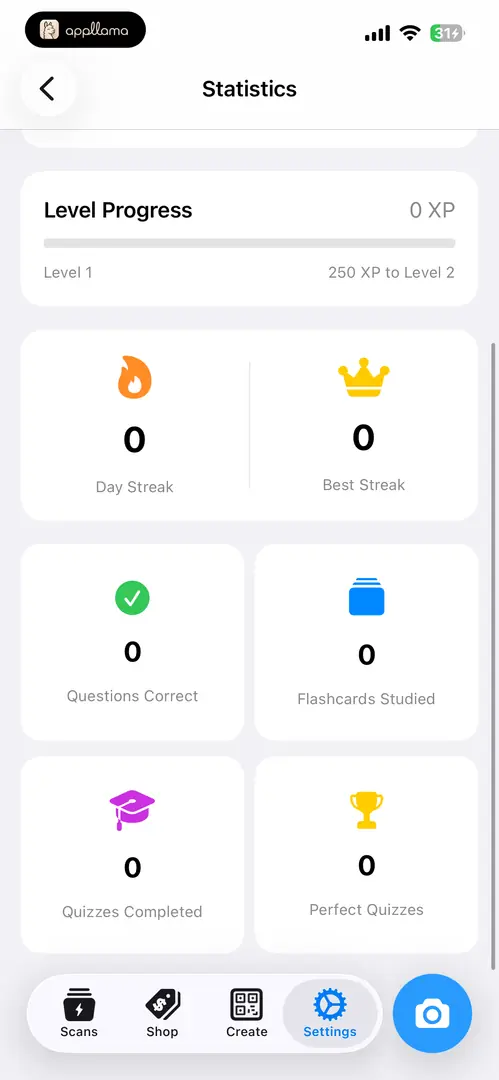 appllama
31
Statistics
Level Progress
0 XP
Level 1
250 XP to Level 2
0
Day Streak
0
Best Streak
0
Questions Correct
0
Flashcards Studied
0
Quizzes Completed
0
Perfect Quizzes
Scans
Shop
Create
Settings